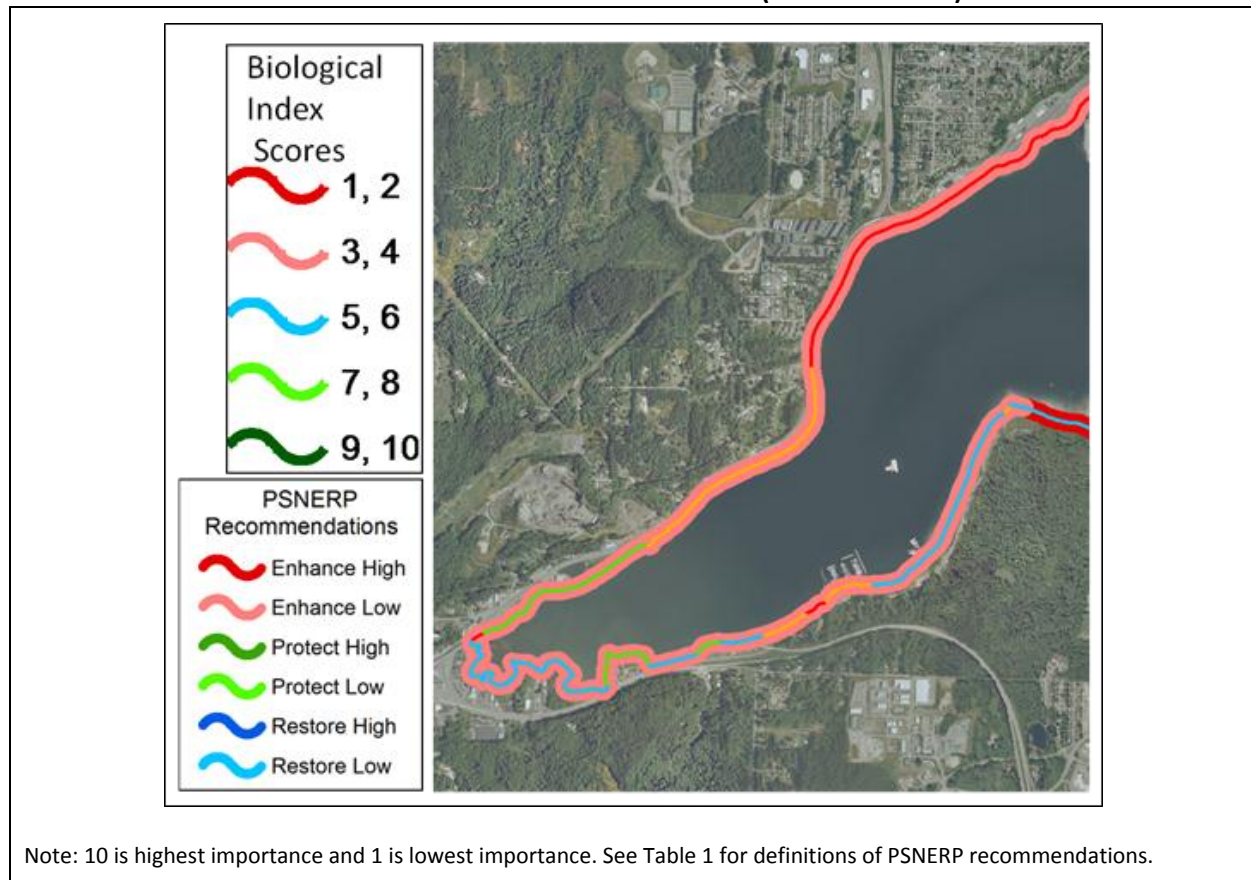 Biological
Index
Scores
1, 2
3, 4
5, 6
7, 8
9, 10
PSNERP
Recommendations
Enhance High
Enhance Low
Protect High
Protect Low
Restore High
Restore Low
Note: 10 is highest importance and 1 is lowest importance. See Table 1 for definitions of PSNERP recommendations.